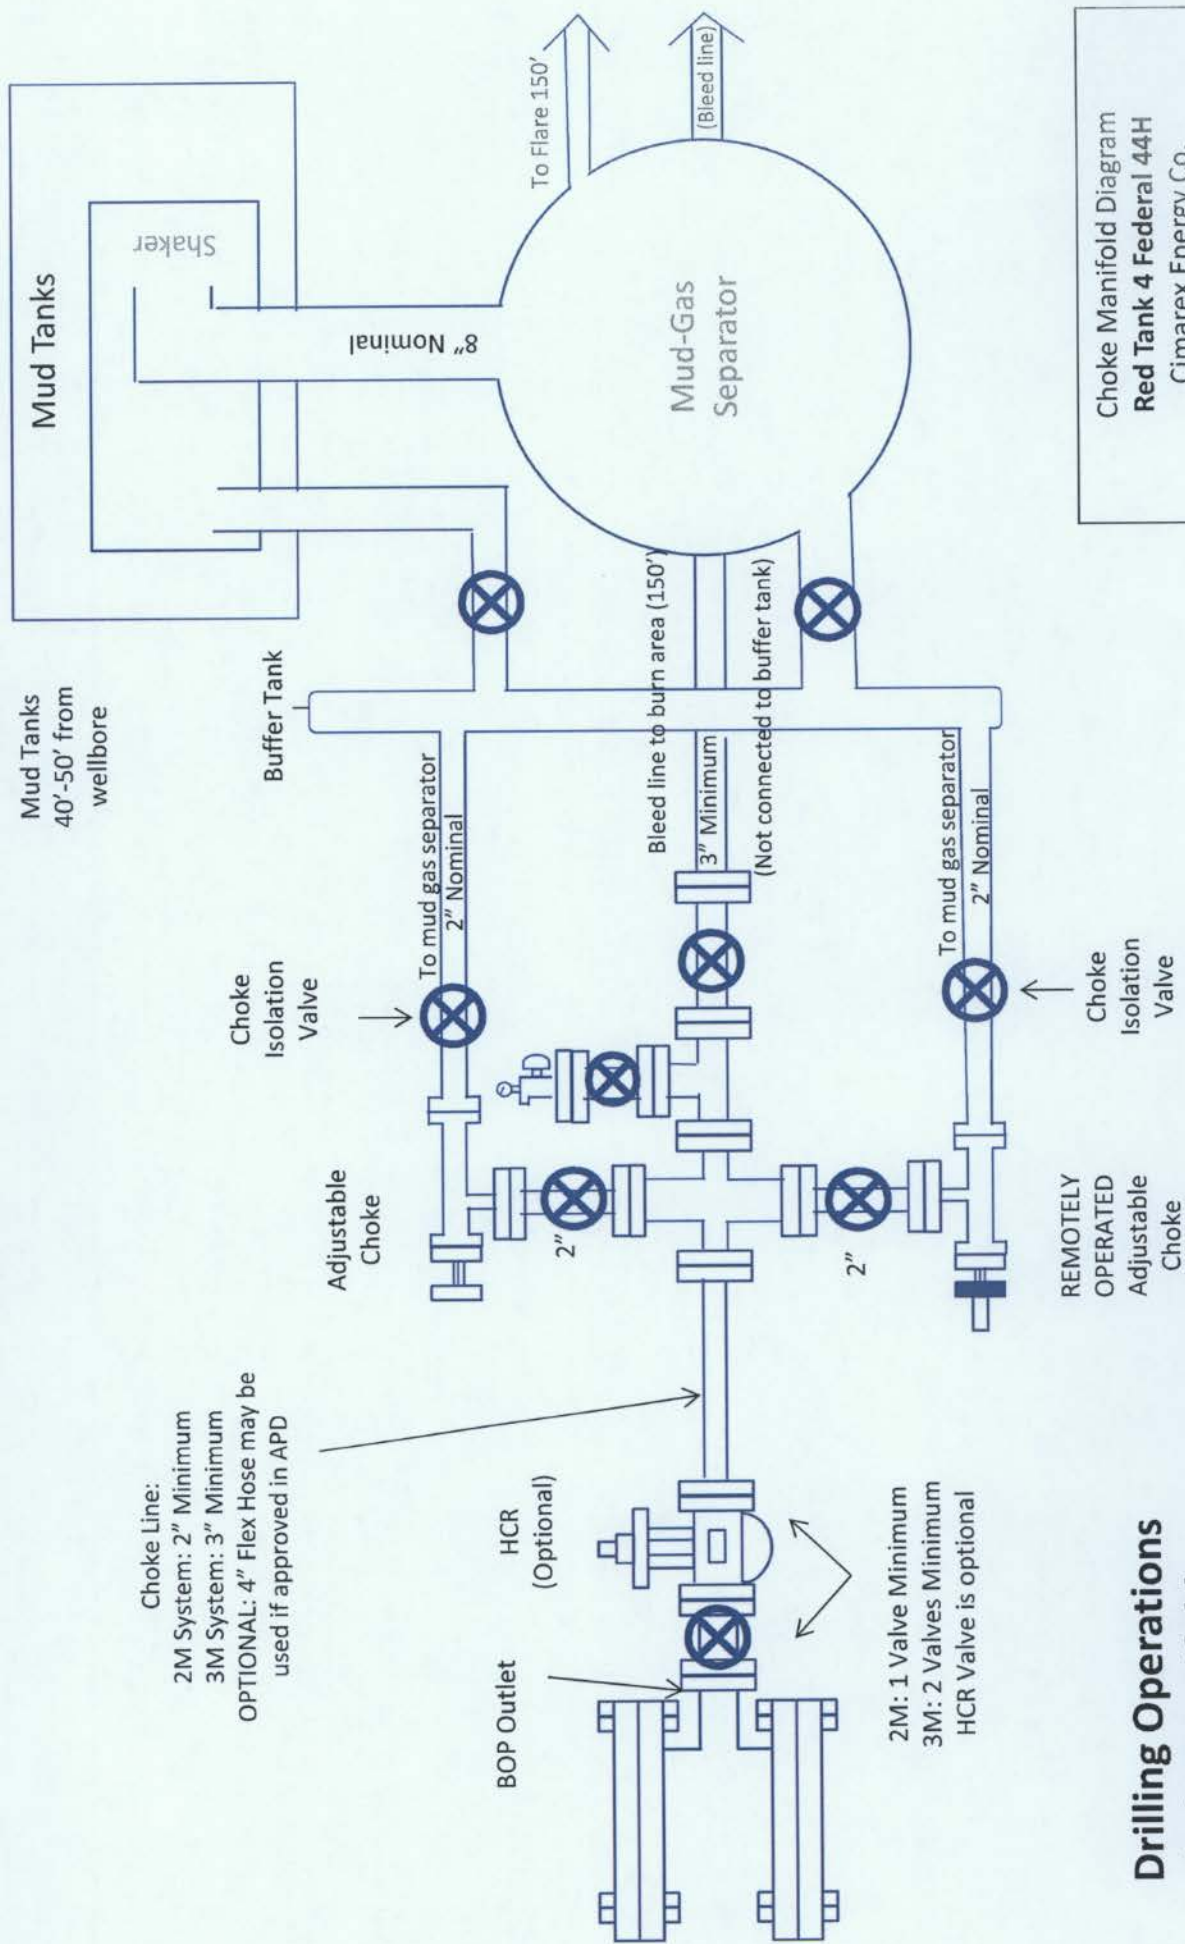 Mud Tanks
40'-50' from
wellbore
Mud Tanks
Shaker
8" Nominal
To Flare 150'
(Bleed line)
Mud-Gas
Separator
Buffer Tank
Choke
Isolation
Valve
To mud gas separator
2" Nominal
Bleed line to burn area (150')
3" Minimum
(Not connected to buffer tank)
To mud gas separator
2" Nominal
Choke
Isolation
Valve
Adjustable
Choke
2"
2"
REMOTELY
OPERATED
Adjustable
Choke
Choke Line:
2M System: 2" Minimum
3M System: 3" Minimum
OPTIONAL: 4" Flex Hose may be
used if approved in APD
HCR
(Optional)
BOP Outlet
2M: 1 Valve Minimum
3M: 2 Valves Minimum
HCR Valve is optional
Drilling Operations
Choke Manifold Diagram
Red Tank 4 Federal 44H
Cimarex Energy Co.